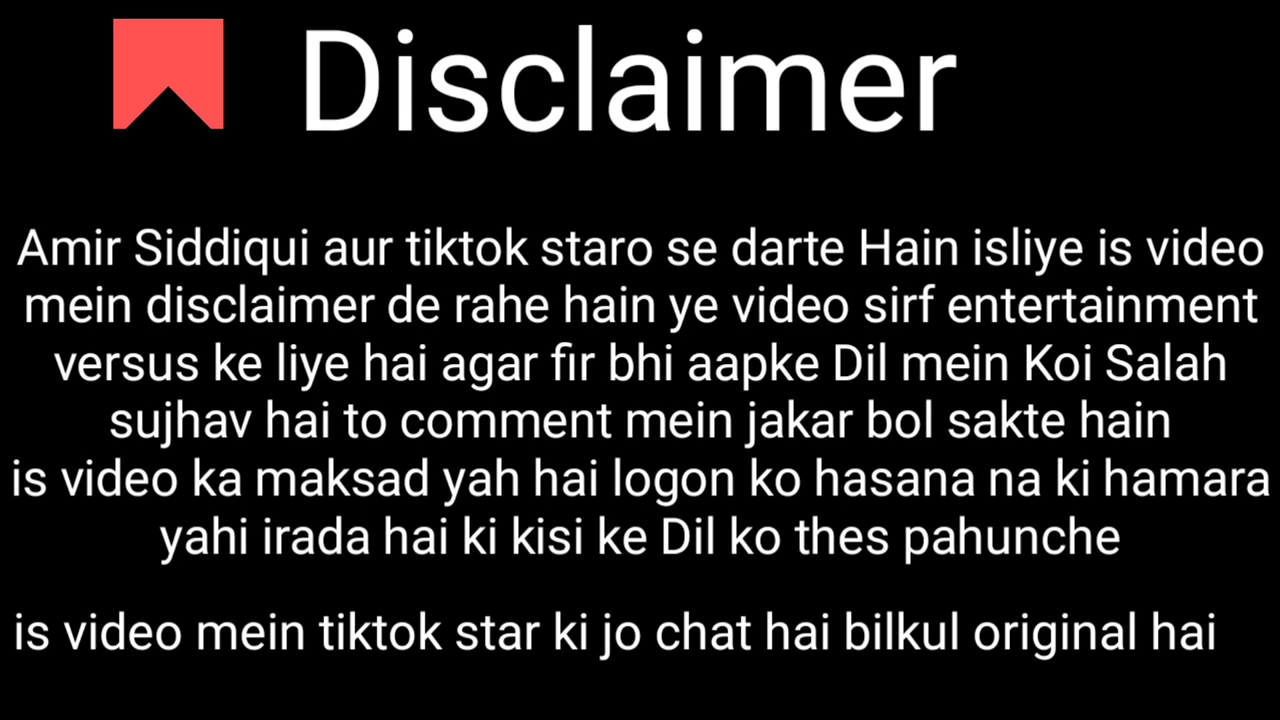 Disclaimer
Amir Siddiqui aur tiktok staro se darte Hain isliye is video
mein disclaimer de rahe hain ye video sirf entertainment
versus ke liye hai agar fir bhi aapke Dil mein Koi Salah
sujhav hai to comment mein jakar bol sakte hain
is video ka maksad yah hai logon ko hasana na ki hamara
yahi irada hai ki kisi ke Dil ko thes pahunche
is video mein tiktok star ki jo chat hai bilkul original hai